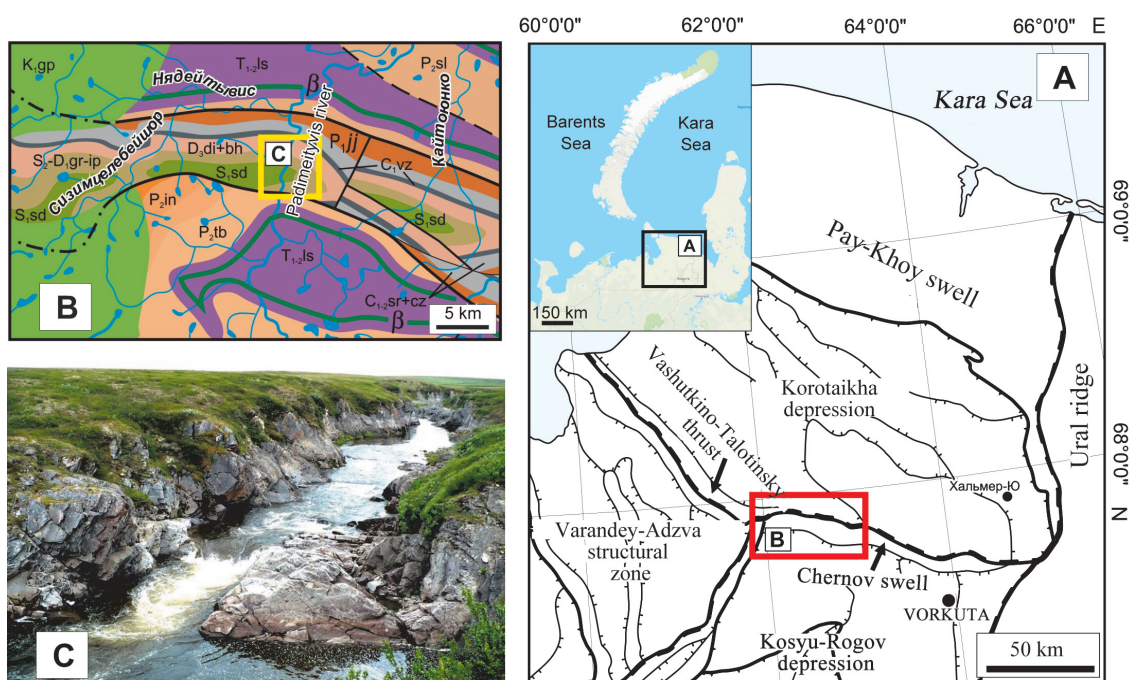 K₁gp
T₁₋₂ls
P₂sl
Нядейтывис
β
Padimeityvis river
Кайтоюнко
Сизимцелебейшор
S₂-D₁gr-ip
D₃di+bh
C
P₁jj
C₁vz
S₁sd
S₁sd
S₁sd
P₂in
P₂tb
T₁₋₂ls
C₁₋₂sr+cz
β
B
5 km
C
60°0'0"
62°0'0"
64°0'0"
66°0'0"
E
A
Kara Sea
Barents
Sea
Kara
Sea
A
150 km
69°0'0"
Pay-Khoy swell
Vashutkino-Talotinsky
thrust
Korotaikha
depression
Ural ridge
68°0'0"
Хальмер-Ю
N
Varandey-Adzva
structural
zone
B
Chernov swell
VORKUTA
Kosyu-Rogov
depression
50 km